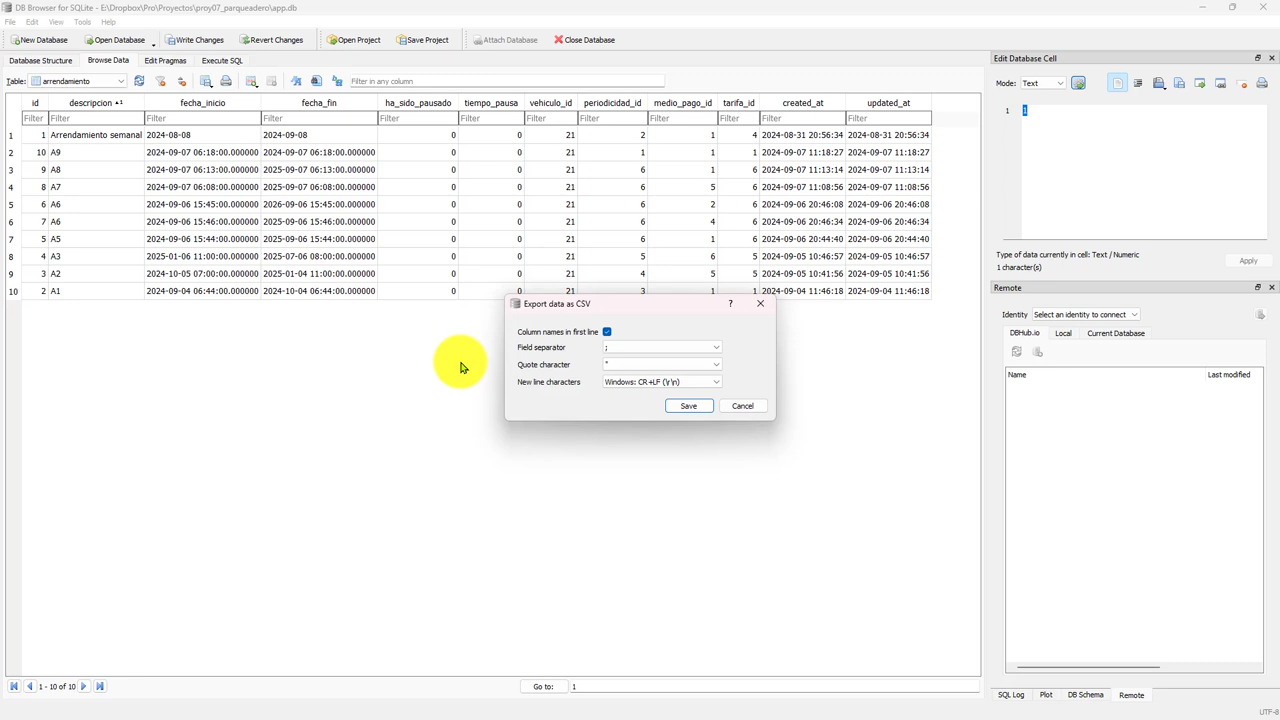 DB Browser for SQLite - E:\Dropbox\Pro\Proyectos\proy07_parqueadero\app.db
File Edit View Tools Help
New Database Open Database Write Changes Revert Changes Open Project Save Project Attach Database Close Database
Database Structure Browse Data Edit Pragmas Execute SQL
Table: arrendamiento Filter in any column
id descripcion ▲1 fecha_inicio fecha_fin ha_sido_pausado tiempo_pausa vehiculo_id periodicidad_id medio_pago_id tarifa_id created_at updated_at
Filter Filter Filter Filter Filter Filter Filter Filter Filter Filter Filter Filter
1 1 Arrendamiento semanal 2024-08-08 2024-09-08 0 0 21 2 1 4 2024-08-31 20:56:34 2024-08-31 20:56:34
2 10 A9 2024-09-07 06:18:00.000000 2024-09-07 06:18:00.000000 0 0 21 1 1 1 2024-09-07 11:18:27 2024-09-07 11:18:27
3 9 A8 2024-09-07 06:13:00.000000 2025-09-07 06:13:00.000000 0 0 21 6 1 6 2024-09-07 11:13:14 2024-09-07 11:13:14
4 8 A7 2024-09-07 06:08:00.000000 2025-09-07 06:08:00.000000 0 0 21 6 5 6 2024-09-07 11:08:56 2024-09-07 11:08:56
5 6 A6 2024-09-06 15:45:00.000000 2026-09-06 15:45:00.000000 0 0 21 6 2 6 2024-09-06 20:46:08 2024-09-06 20:46:08
6 7 A6 2024-09-06 15:46:00.000000 2025-09-06 15:46:00.000000 0 0 21 6 4 6 2024-09-06 20:46:34 2024-09-06 20:46:34
7 5 A5 2024-09-06 15:44:00.000000 2025-09-06 15:44:00.000000 0 0 21 6 1 6 2024-09-06 20:44:40 2024-09-06 20:44:40
8 4 A3 2025-01-06 11:00:00.000000 2025-07-06 08:00:00.000000 0 0 21 5 6 5 2024-09-05 10:46:57 2024-09-05 10:46:57
9 3 A2 2024-10-05 07:00:00.000000 2025-01-04 11:00:00.000000 0 0 21 4 5 5 2024-09-05 10:41:56 2024-09-05 10:41:56
10 2 A1 2024-09-04 06:44:00.000000 2024-10-04 06:44:00.000000 0 0 21 3 1 1 2024-09-04 11:46:18 2024-09-04 11:46:18
Export data as CSV ?
Column names in first line
Field separator ;
Quote character "
New line characters Windows: CR+LF (\r\n)
Save Cancel
1 - 10 of 10 Go to: 1
Edit Database Cell
Mode: Text
1 1
Type of data currently in cell: Text / Numeric
1 character(s)
Apply
Remote
Identity Select an identity to connect
DBHub.io Local Current Database
Name Last modified
SQL Log Plot DB Schema Remote
UTF-8